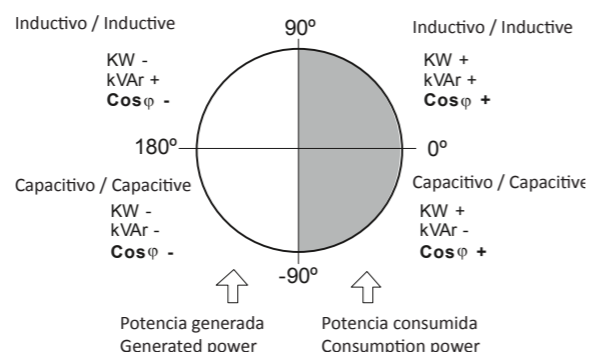 Inductivo / Inductive
KW -
kVAr +
Cosφ -
90º
Inductivo / Inductive
KW +
kVAr +
Cosφ +
180º
0º
Capacitivo / Capacitive
KW -
kVAr -
Cosφ -
Capacitivo / Capacitive
KW +
kVAr -
Cosφ +
-90º
Potencia generada
Generated power
Potencia consumida
Consumption power